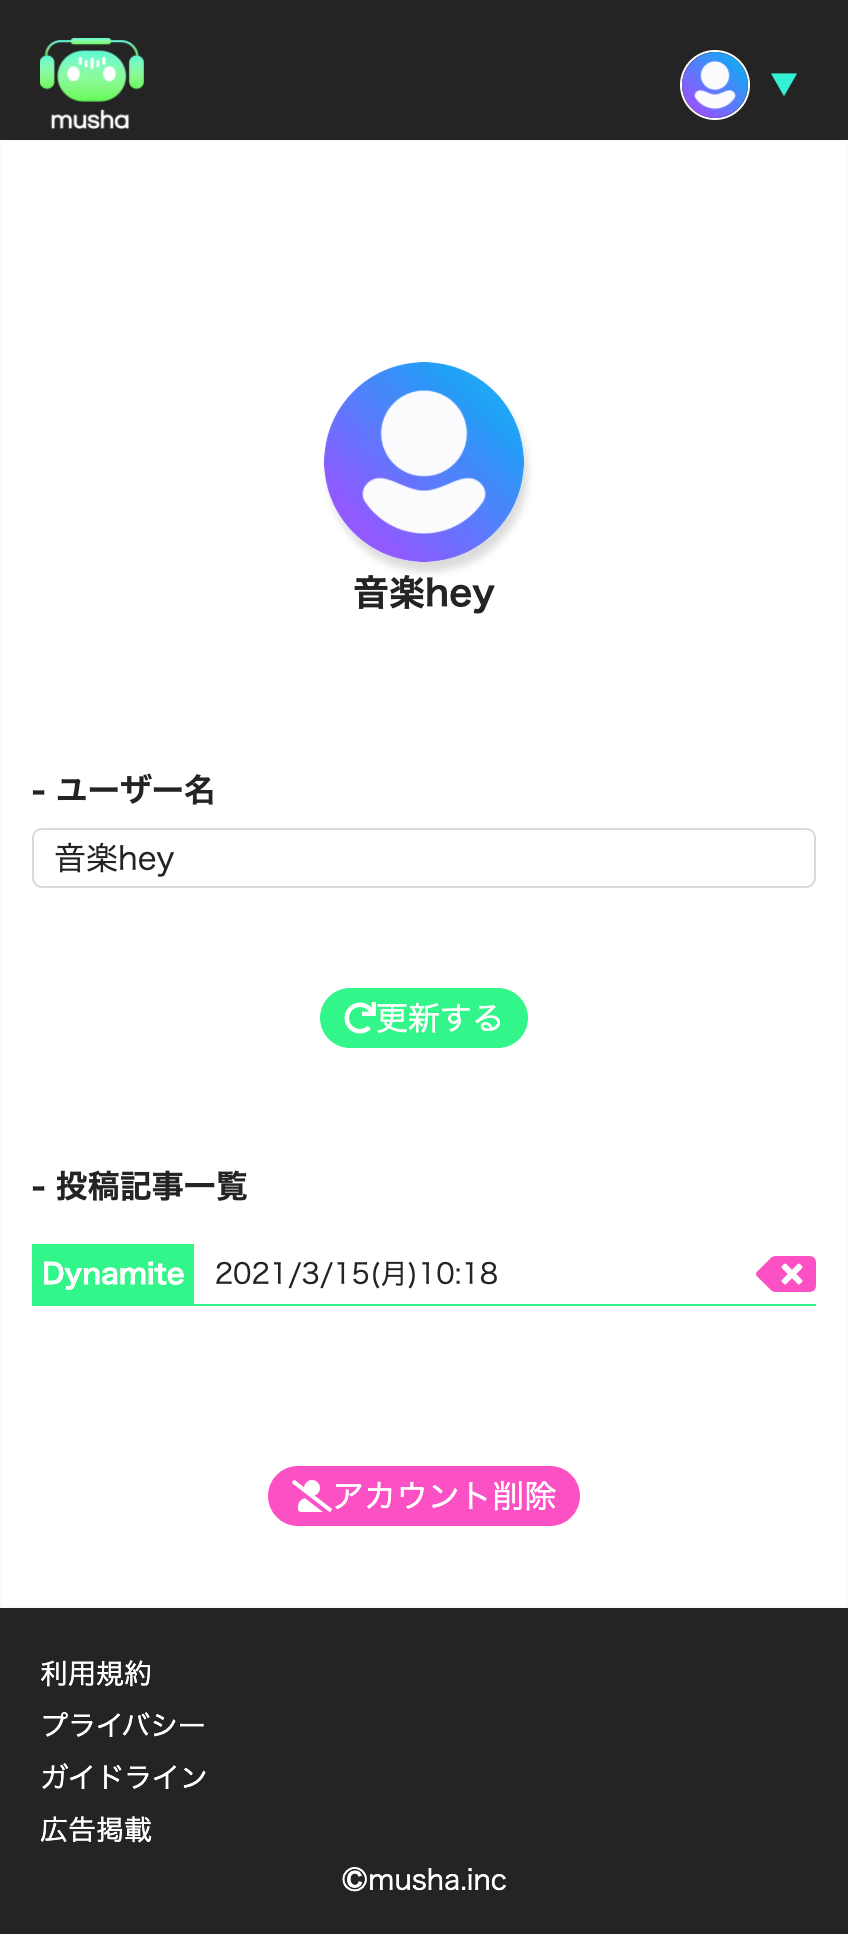 musha
音楽hey
- ユーザー名
音楽hey
更新する
- 投稿記事一覧
Dynamite 2021/3/15(月)10:18
アカウント削除
利用規約
プライバシー
ガイドライン
広告掲載
©musha.inc